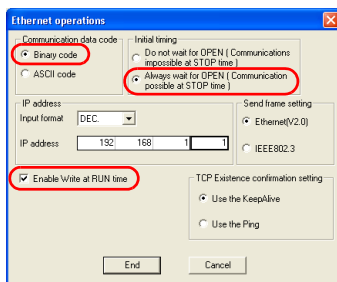 Ethernet operations
Communication data code
Binary code
ASCII code
Initial timing
Do not wait for OPEN ( Communications
impossible at STOP time )
Always wait for OPEN ( Communication
possible at STOP time )
IP address
Input format
DEC.
IP address
192
168
1
1
Send frame setting
Ethernet(V2.0)
IEEE802.3
Enable Write at RUN time
TCP Existence confirmation setting
Use the KeepAlive
Use the Ping
End
Cancel